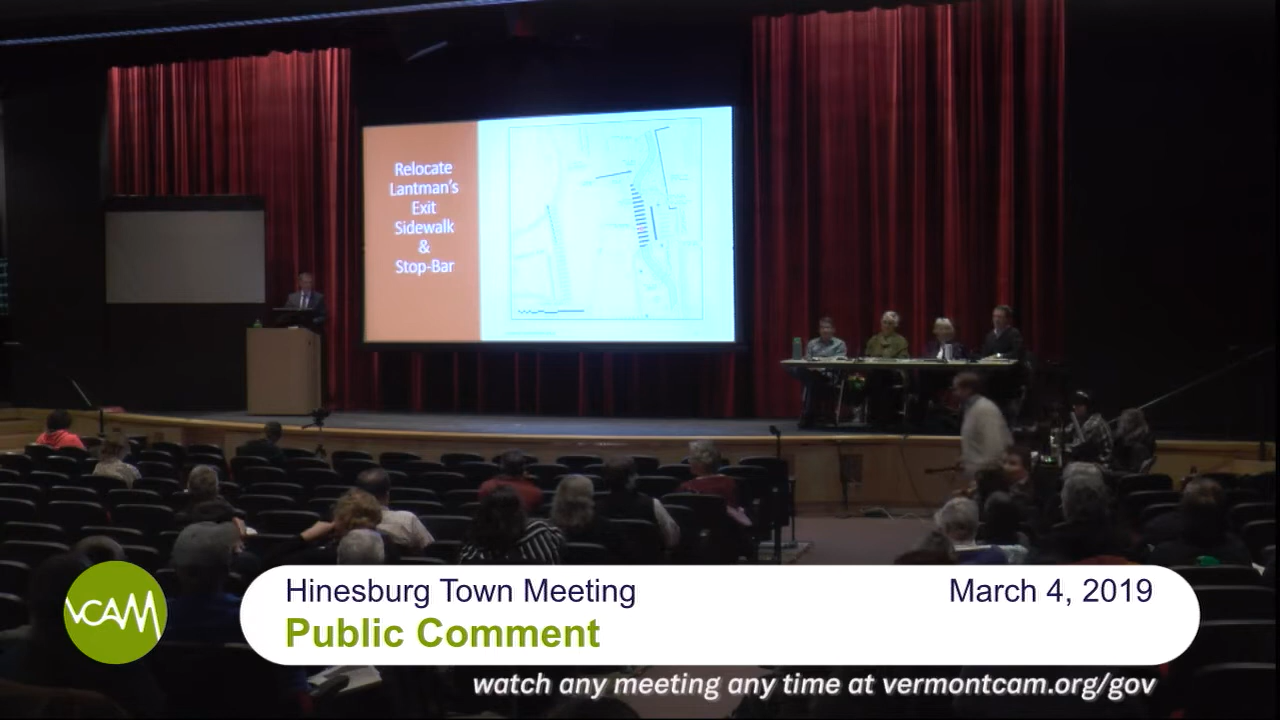 Relocate
Lantman's
Exit
Sidewalk
&
Stop-Bar
VCAM
Hinesburg Town Meeting
March 4, 2019
Public Comment
watch any meeting any time at vermontcam.org/gov